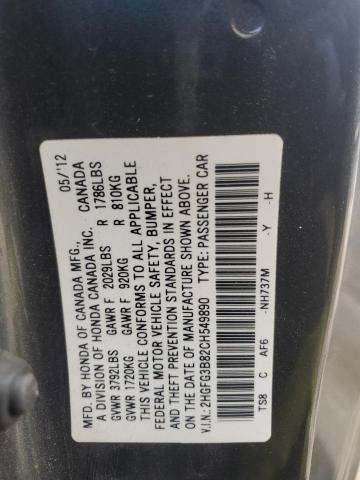 MFD. BY HONDA OF CANADA MFG., 05/'12
A DIVISION OF HONDA CANADA INC. CANADA
GVWR 3792LBS GAWR F 2029LBS R 1786LBS
GVWR 1720KG GAWR F 920KG R 810KG
THIS VEHICLE CONFORMS TO ALL APPLICABLE
FEDERAL MOTOR VEHICLE SAFETY, BUMPER,
AND THEFT PREVENTION STANDARDS IN EFFECT
ON THE DATE OF MANUFACTURE SHOWN ABOVE.
V.I.N.: 2HGFG3B82CH549890 TYPE: PASSENGER CAR
TS8 C AF6 -NH737M -Y -H